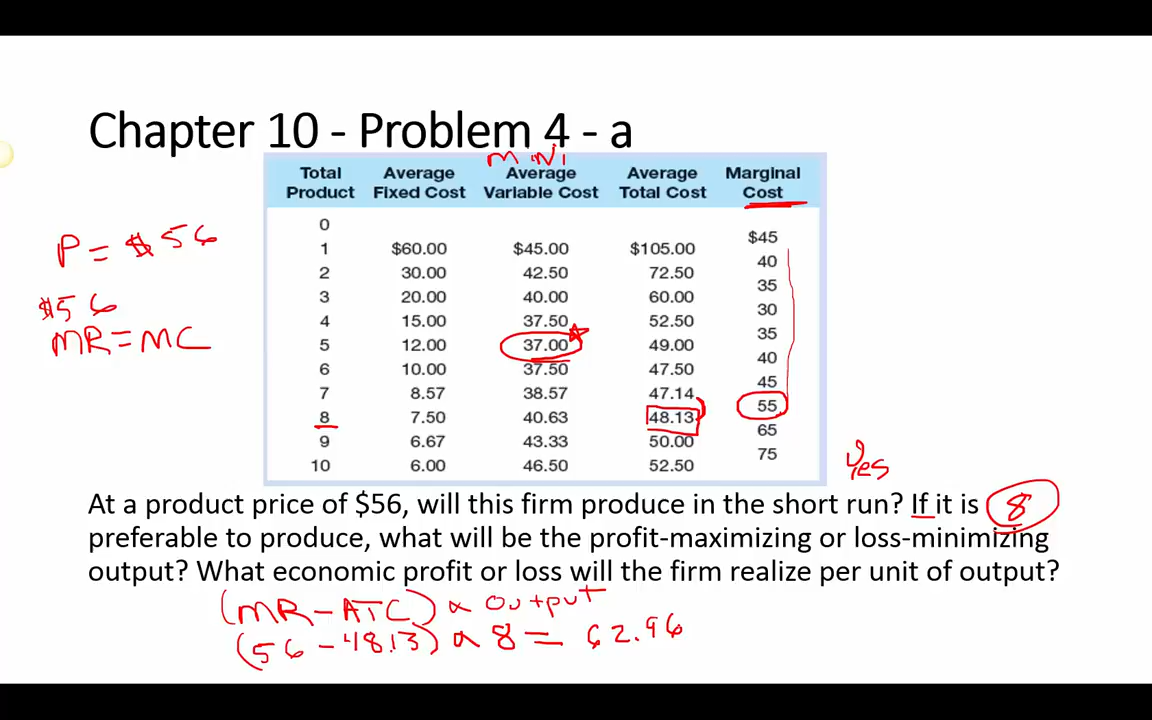 Chapter 10 - Problem 4 - a
MINI
Total Product Average Fixed Cost Average Variable Cost Average Total Cost Marginal Cost
0
$45
1 $60.00 $45.00 $105.00
40
2 30.00 42.50 72.50
35
3 20.00 40.00 60.00
30
4 15.00 37.50 52.50
35
5 12.00 37.00 49.00
40
6 10.00 37.50 47.50
45
7 8.57 38.57 47.14
55
8 7.50 40.63 48.13
65
9 6.67 43.33 50.00
75
10 6.00 46.50 52.50
P = $56
$56
MR = MC
Yes
At a product price of $56, will this firm produce in the short run? If it is 8
preferable to produce, what will be the profit-maximizing or loss-minimizing
output? What economic profit or loss will the firm realize per unit of output?
(MR - ATC) x output
(56 - 48.13) x 8 = 62.96